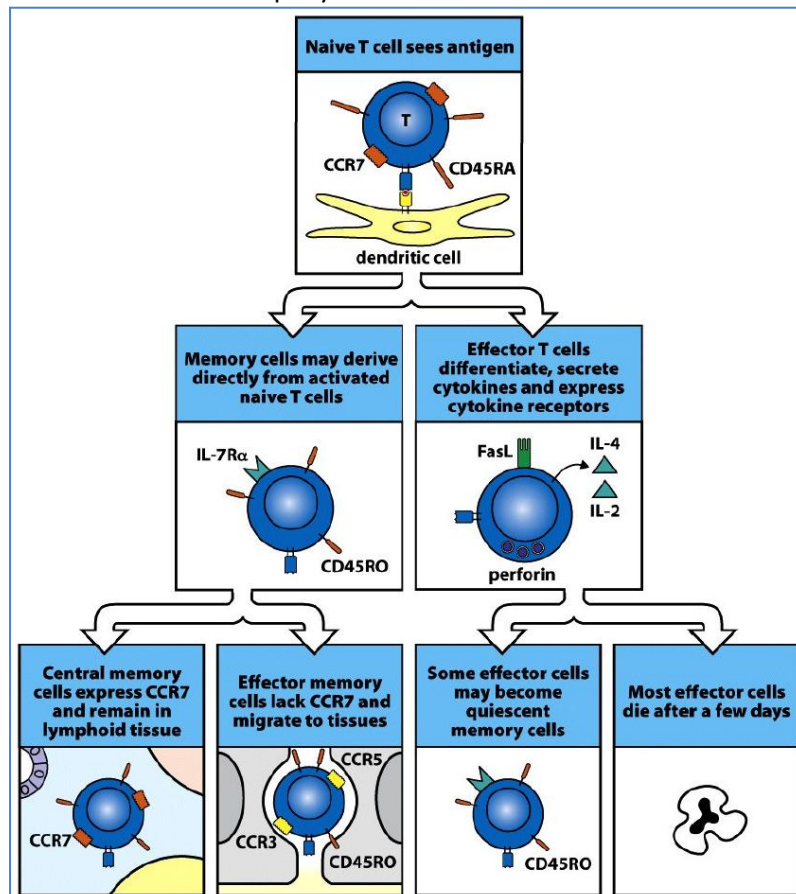 Naive T cell sees antigen
T
CCR7
CD45RA
dendritic cell
Memory cells may derive
directly from activated
naive T cells
Effector T cells
differentiate, secrete
cytokines and express
cytokine receptors
IL-7Rα
CD45RO
FasL
IL-4
IL-2
perforin
Central memory
cells express CCR7
and remain in
lymphoid tissue
Effector memory
cells lack CCR7 and
migrate to tissues
Some effector cells
may become
quiescent
memory cells
Most effector cells
die after a few days
CCR7
CCR5
CCR3
CD45RO
CD45RO